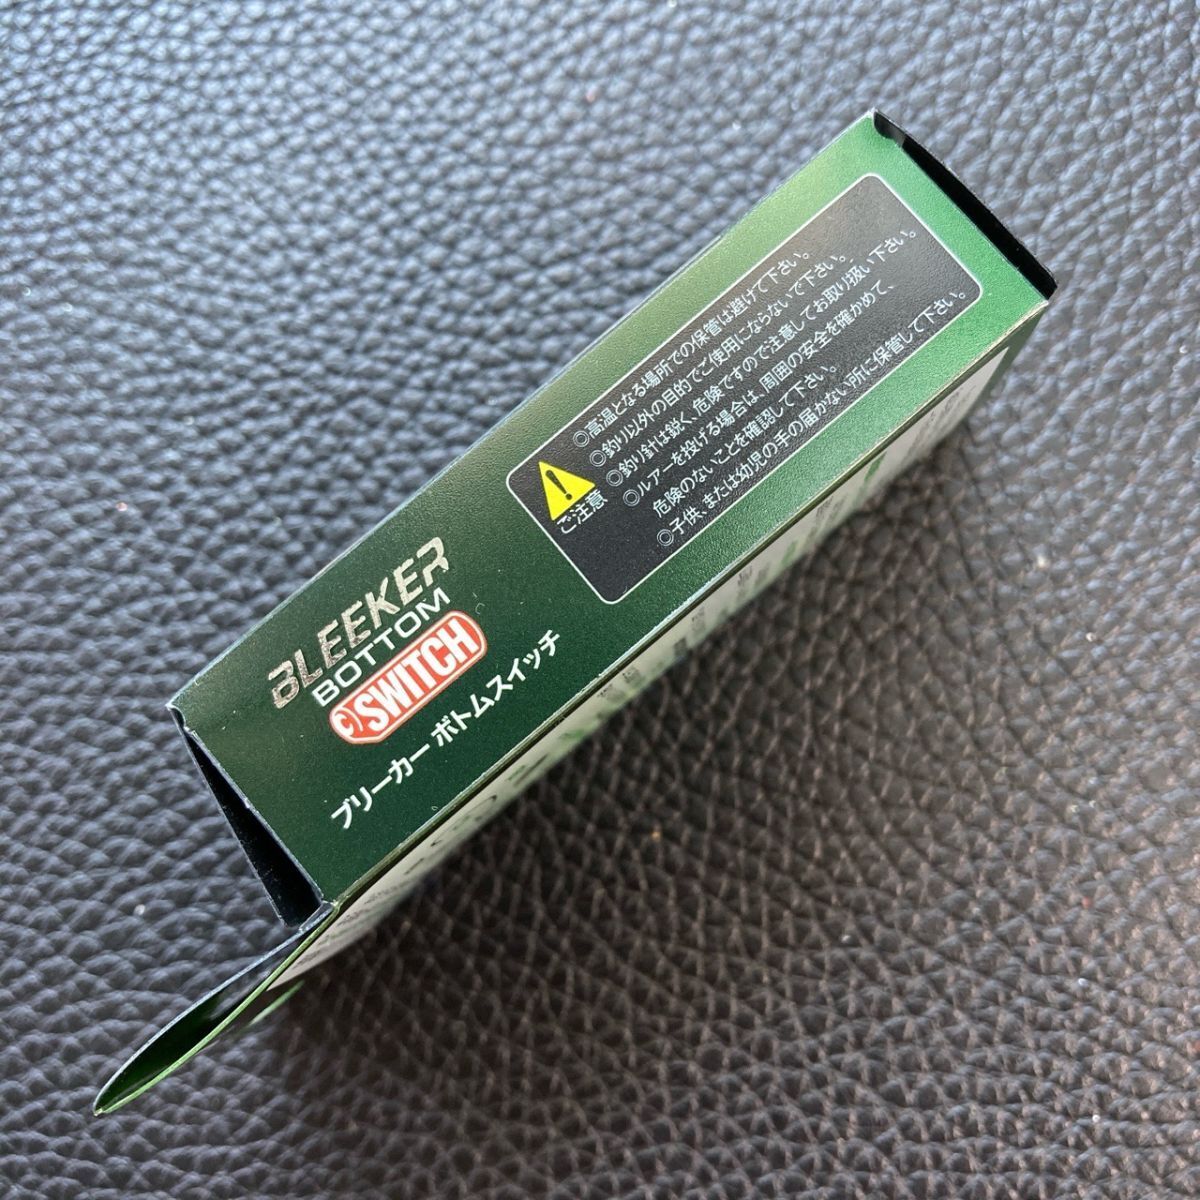 BLEEKER
BOTTOM
SWITCH
ブリーカー ボトムスイッチ
ご注意
◎高温となる場所での保管は避けて下さい。
◎釣り以外の目的でご使用にならないで下さい。
◎釣り針は鋭く、危険ですので注意してお取り扱い下さい。
◎ルアーを投げる場合は、周囲の安全を確かめて、
危険のないことを確認して下さい。
◎子供、または幼児の手の届かない所に保管して下さい。